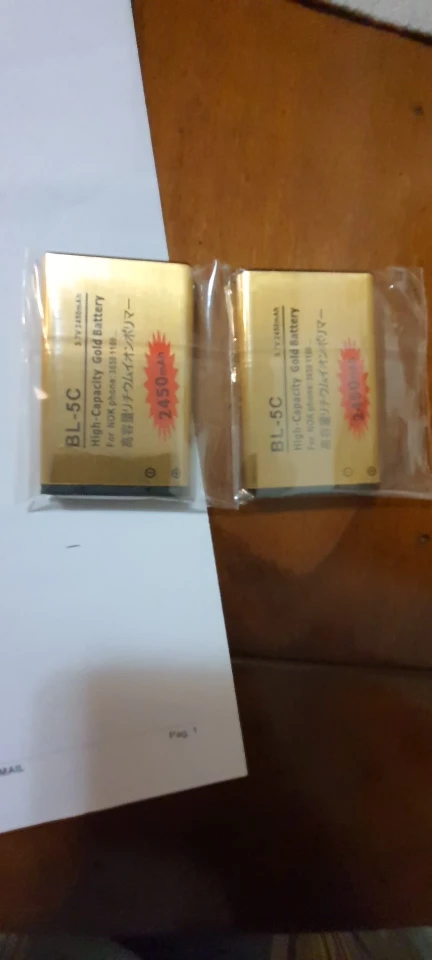 BL-5C
3.7V 2450mAh
High-Capacity Gold Battery
For NOK phone 2650 1100
高容量リチウムイオンポリマー
2450mAh
BL-5C
3.7V 2450mAh
High-Capacity Gold Battery
For NOK phone 2650 1100
高容量リチウムイオンポリマー
2450mAh
Pag. 1
MAIL